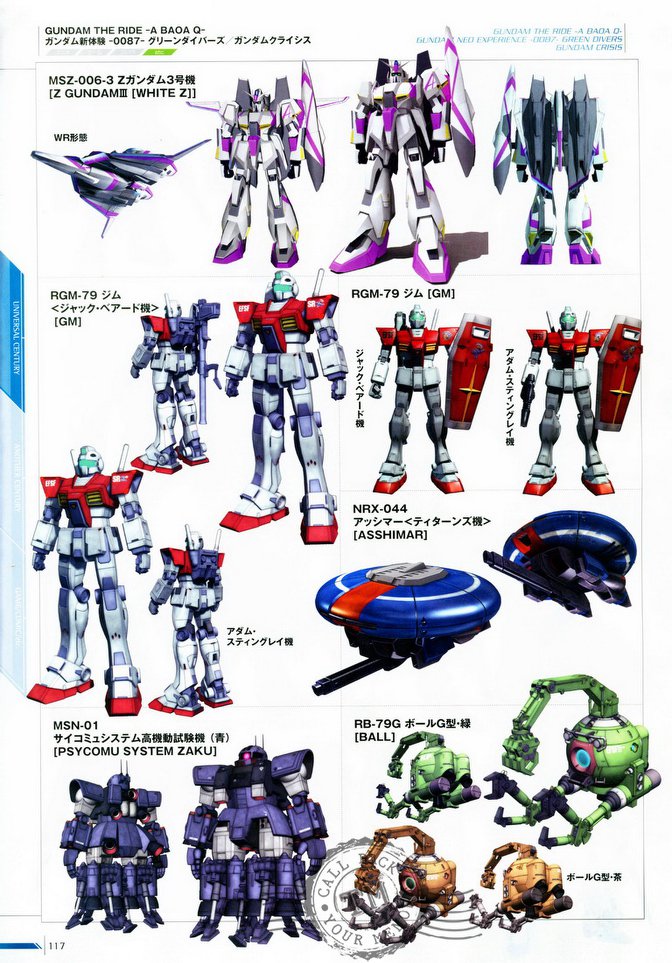 GUNDAM THE RIDE -A BAOA Q-
ガンダム新体験 -0087- グリーンダイバーズ／ガンダムクライシス
GUNDAM THE RIDE -A BAOA Q-
GUNDAM NEO EXPERIENCE -0087- GREEN DIVERS
GUNDAM CRISIS
MSZ-006-3 Zガンダム3号機
[Z GUNDAMⅢ [WHITE Z]]
WR形態
UNIVERSAL CENTURY
RGM-79 ジム
<ジャック・ベアード機>
[GM]
EFSF
SR
EFSF
SR
アダム・
スティングレイ機
RGM-79 ジム [GM]
ジャック・ベアード機
アダム・スティングレイ機
NRX-044
アッシマー<ティターンズ機>
[ASSHIMAR]
MSN-01
サイコミュシステム高機動試験機（青）
[PSYCOMU SYSTEM ZAKU]
RB-79G ボールG型・緑
[BALL]
ボールG型・茶
117